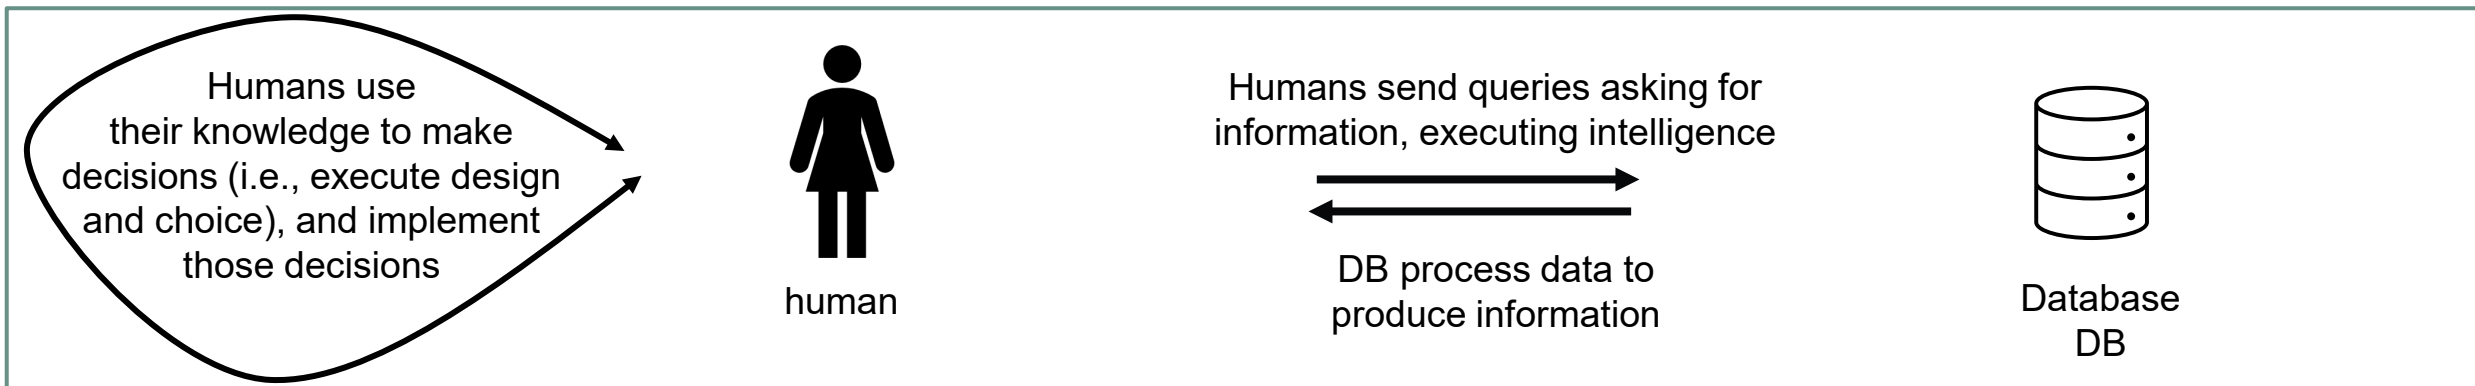 Humans use
their knowledge to make
decisions (i.e., execute design
and choice), and implement
those decisions
human
Humans send queries asking for
information, executing intelligence
DB process data to
produce information
Database
DB